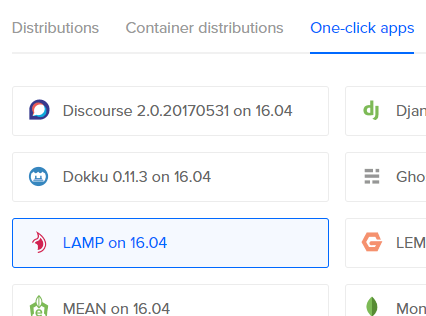 Distributions Container distributions One-click apps
Discourse 2.0.20170531 on 16.04
Djan
Dokku 0.11.3 on 16.04
Gho
LAMP on 16.04
LEM
MEAN on 16.04
Mon